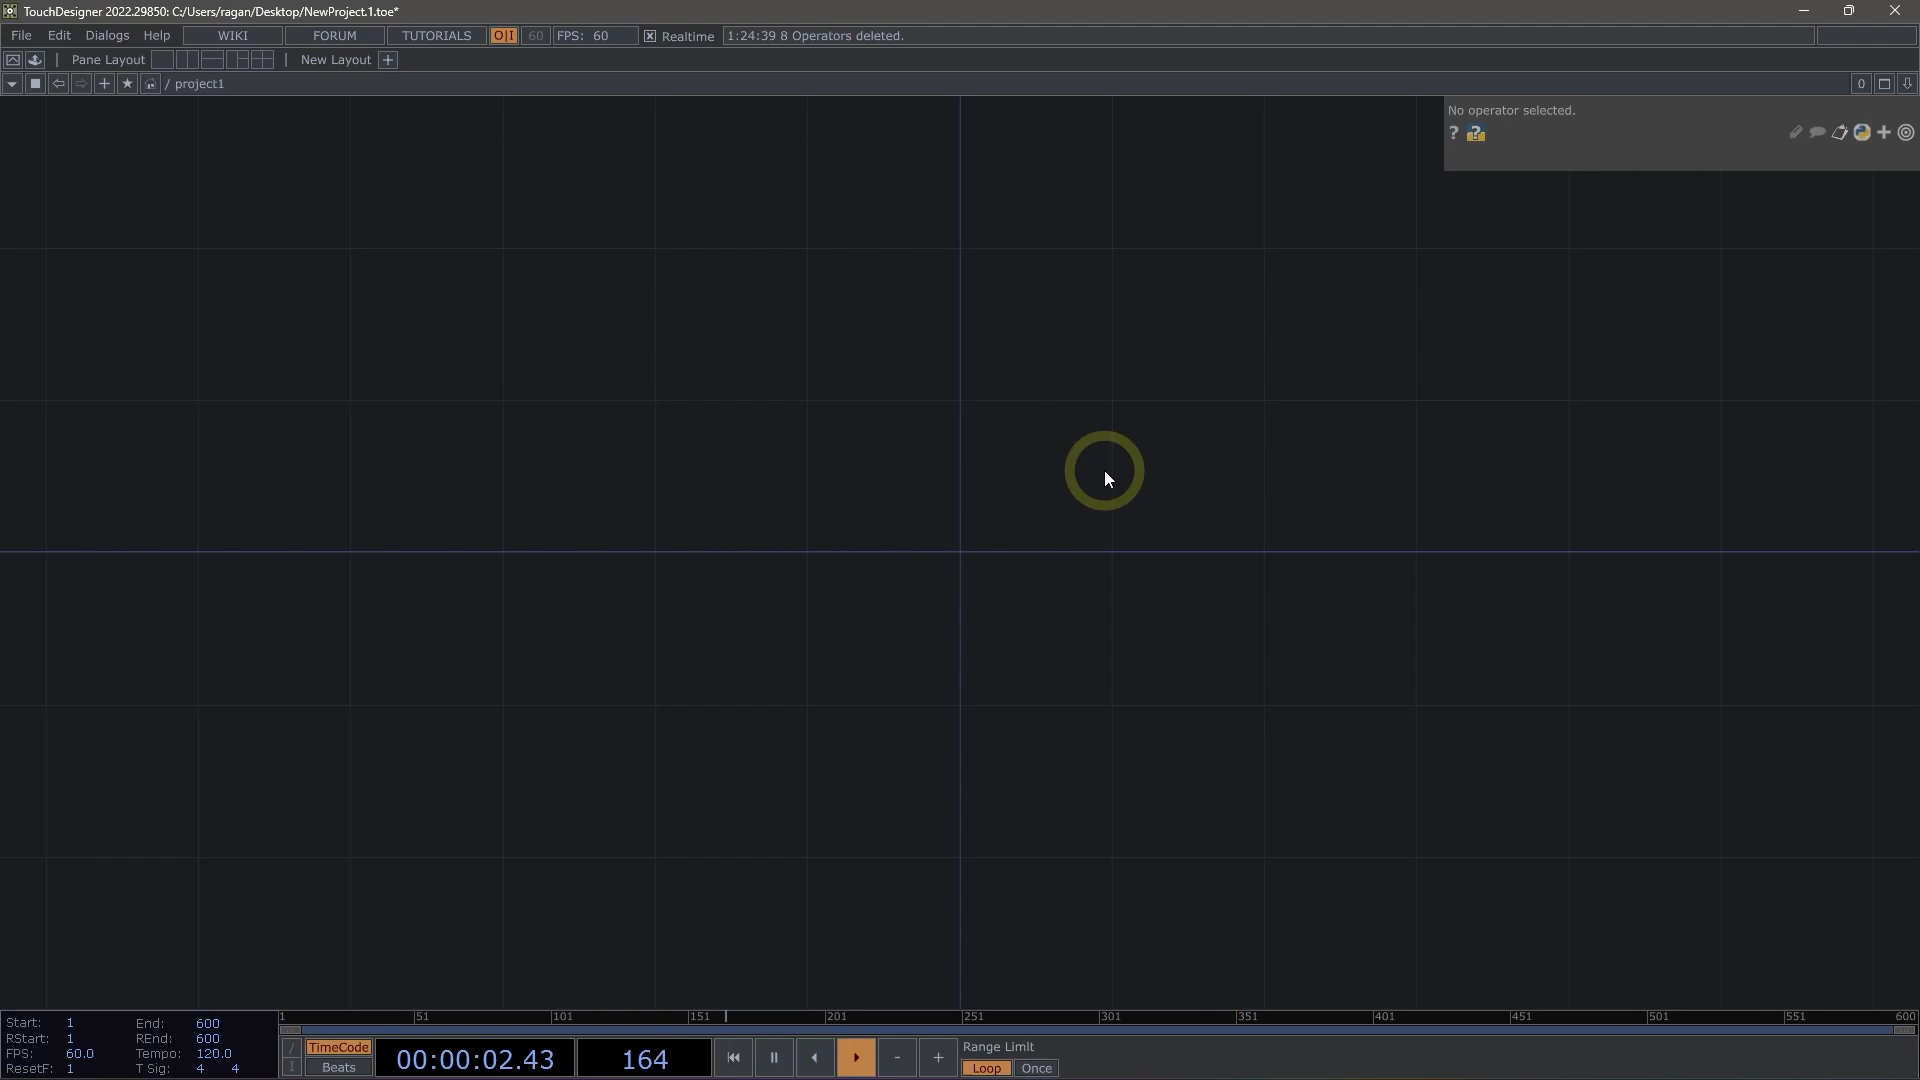 TouchDesigner 2022.29850: C:/Users/ragan/Desktop/NewProject.1.toe*
File Edit Dialogs Help WIKI FORUM TUTORIALS O|I 60 FPS: 60 Realtime 1:24:39 8 Operators deleted.
Pane Layout New Layout +
/ project1 0
No operator selected.
? ?
1 51 101 151 201 251 301 351 401 451 501 551 600
Start: 1 End: 600
RStart: 1 REnd: 600
FPS: 60.0 Tempo: 120.0
ResetF: 1 T Sig: 4 4
/ TimeCode 00:00:02.43 164 - + Range Limit
I Beats Loop Once